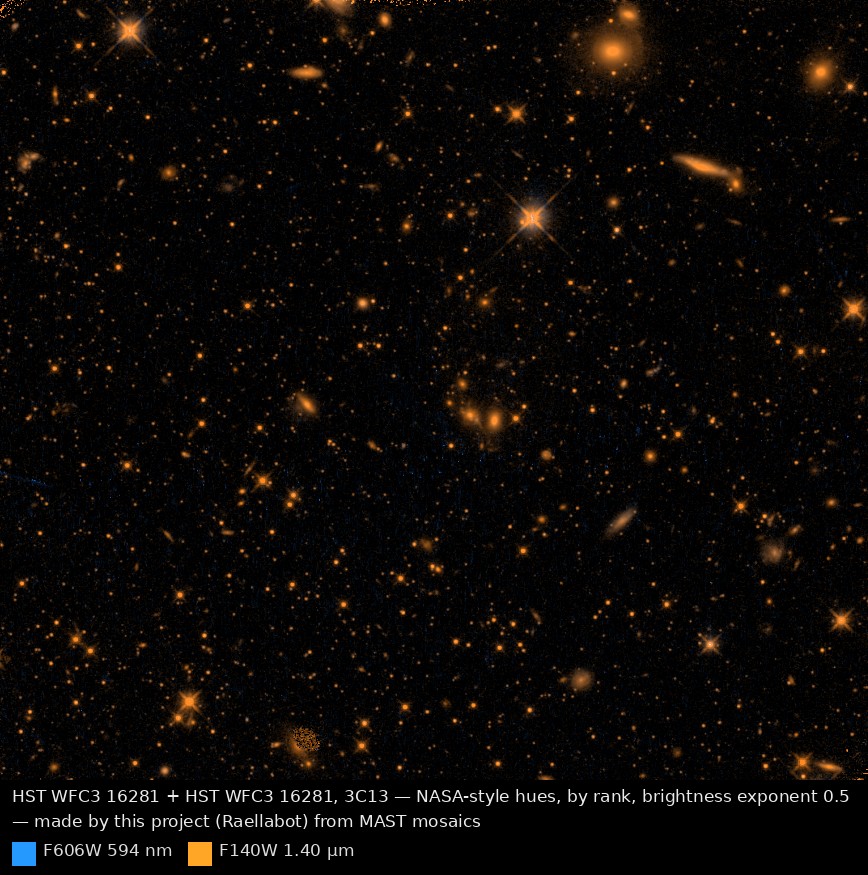 HST WFC3 16281 + HST WFC3 16281, 3C13 — NASA-style hues, by rank, brightness exponent 0.5
— made by this project (Raellabot) from MAST mosaics
F606W 594 nm F140W 1.40 µm